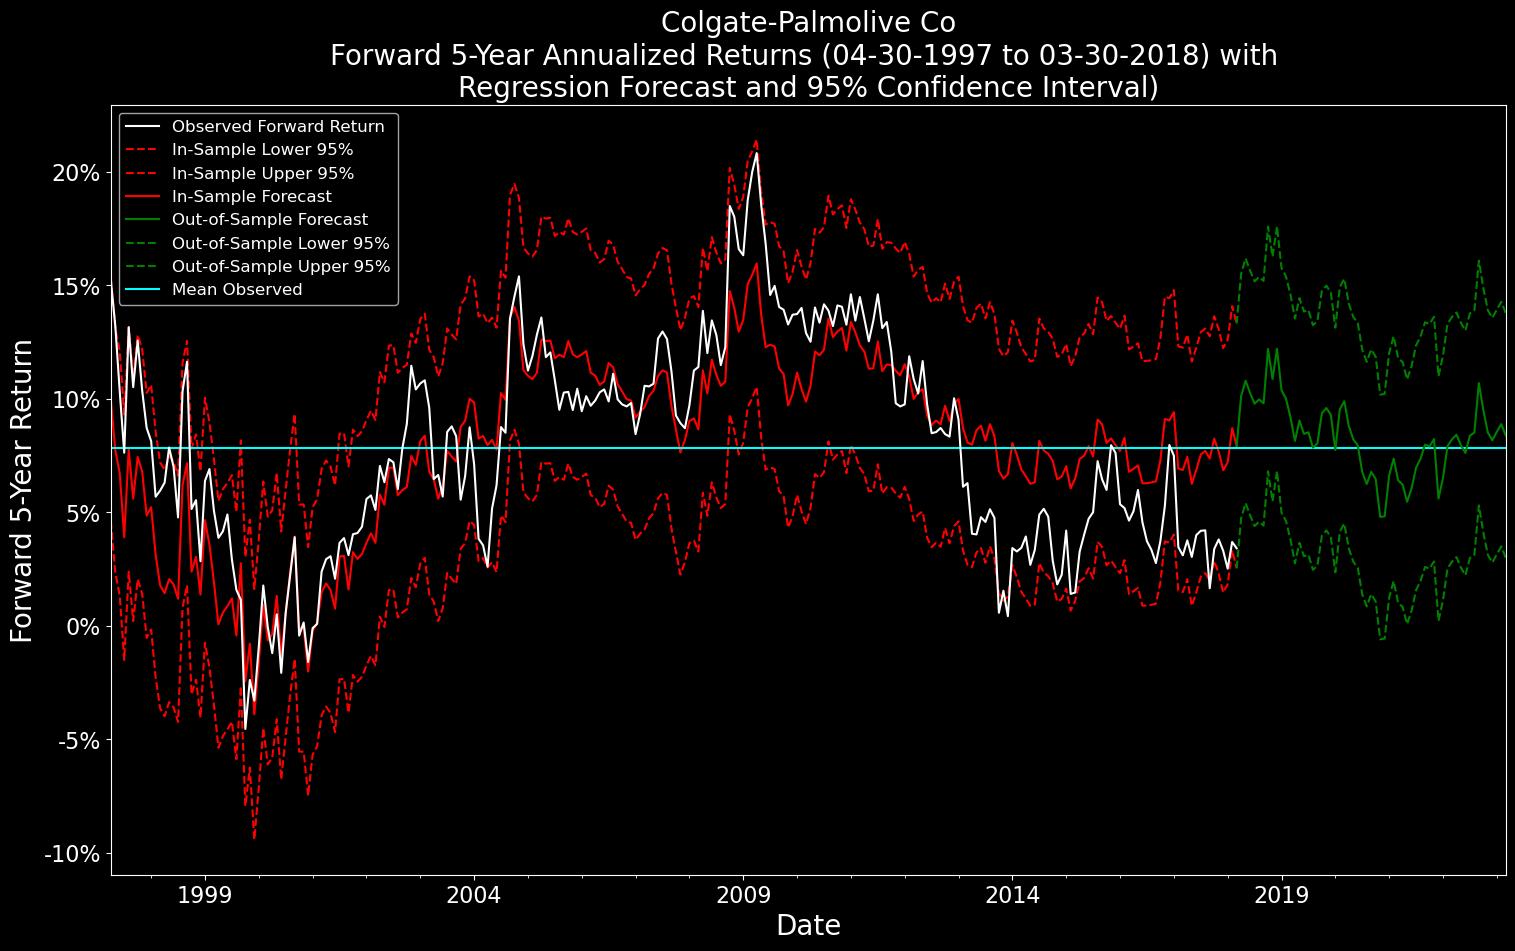 Colgate-Palmolive Co
Forward 5-Year Annualized Returns (04-30-1997 to 03-30-2018) with
Regression Forecast and 95% Confidence Interval)
Observed Forward Return
In-Sample Lower 95%
In-Sample Upper 95%
In-Sample Forecast
Out-of-Sample Forecast
Out-of-Sample Lower 95%
Out-of-Sample Upper 95%
Mean Observed
Forward 5-Year Return
20%
15%
10%
5%
0%
-5%
-10%
1999
2004
2009
2014
2019
Date